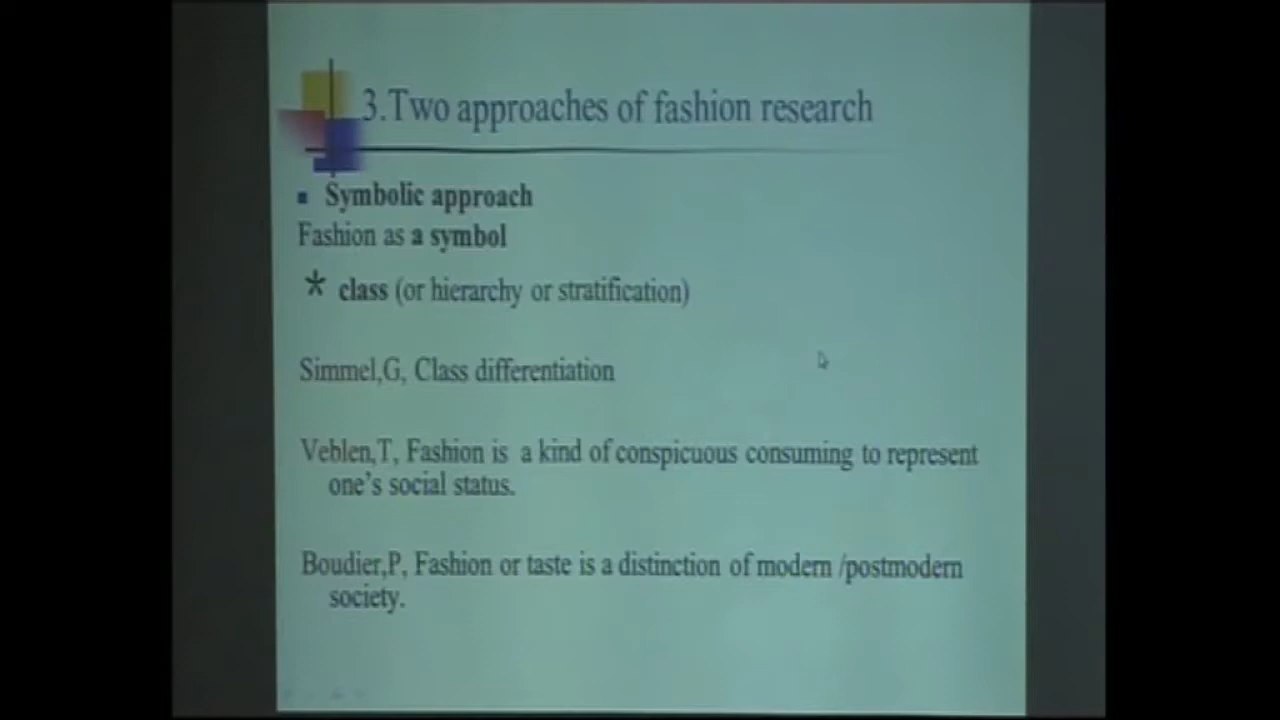 3.Two approaches of fashion research
Symbolic approach
Fashion as a symbol
* class (or hierarchy or stratification)
Simmel,G, Class differentiation
Veblen,T, Fashion is a kind of conspicuous consuming to represent
one's social status.
Boudier,P, Fashion or taste is a distinction of modern /postmodern
society.